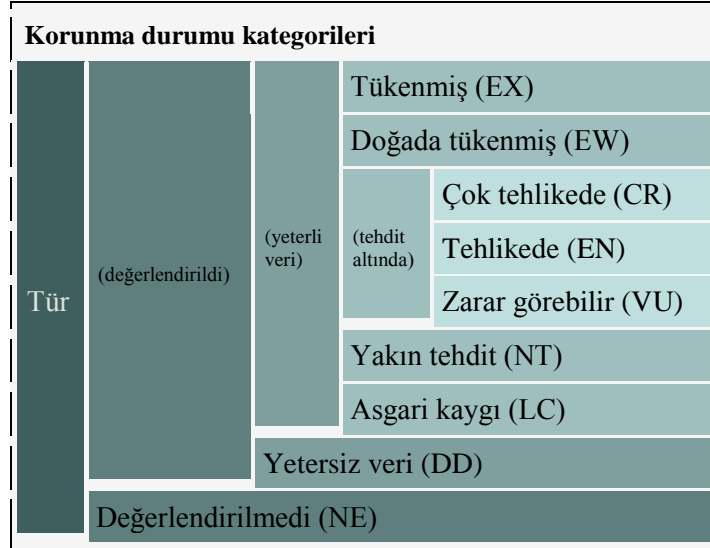 Korunma durumu kategorileri
Tür
(değerlendirildi)
(yeterli
veri)
Tükenmiş (EX)
Doğada tükenmiş (EW)
(tehdit
altında)
Çok tehlikede (CR)
Tehlikede (EN)
Zarar görebilir (VU)
Yakın tehdit (NT)
Asgari kaygı (LC)
Yetersiz veri (DD)
Değerlendirilmedi (NE)